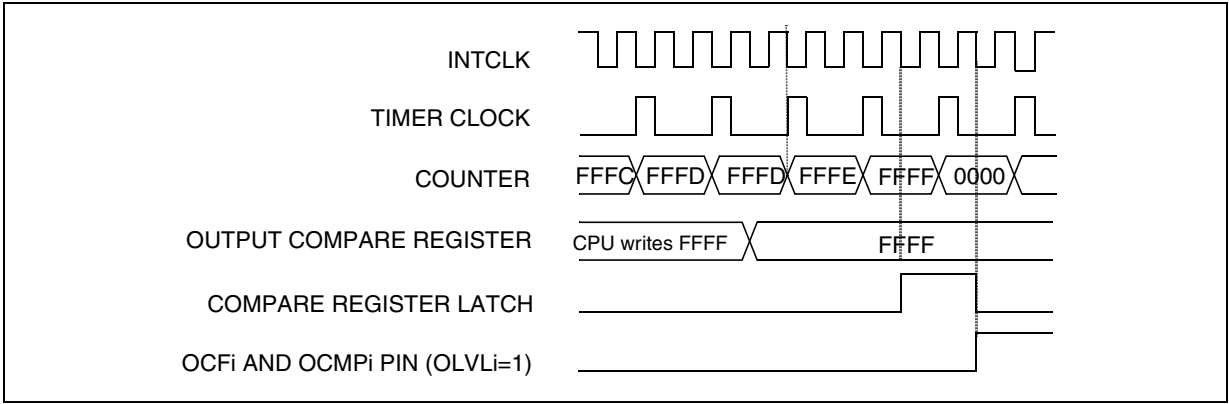 INTCLK
TIMER CLOCK
COUNTER
FFFC FFFD FFFD FFFE FFFF 0000
OUTPUT COMPARE REGISTER
CPU writes FFFF
FFFF
COMPARE REGISTER LATCH
OCFi AND OCMPi PIN (OLVLi=1)